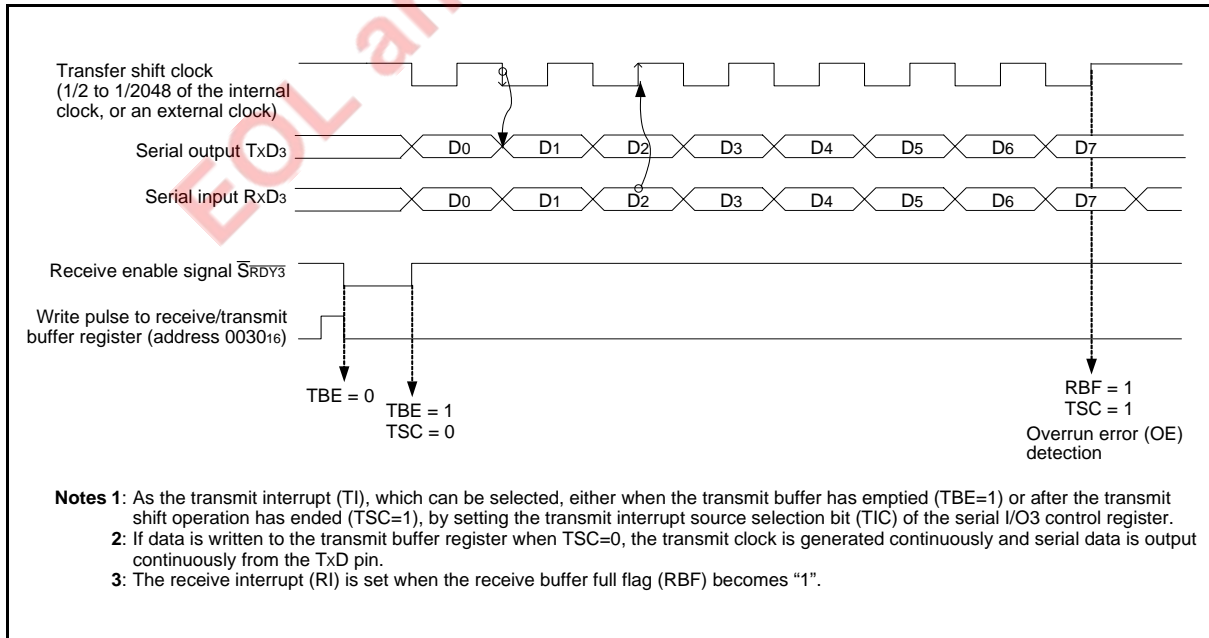 EOL an
Transfer shift clock
(1/2 to 1/2048 of the internal
clock, or an external clock)
Serial output TxD3
D0 D1 D2 D3 D4 D5 D6 D7
Serial input RxD3
D0 D1 D2 D3 D4 D5 D6 D7
Receive enable signal S̅R̅D̅Y̅3̅
Write pulse to receive/transmit
buffer register (address 003016)
TBE = 0
TBE = 1
TSC = 0
RBF = 1
TSC = 1
Overrun error (OE)
detection
Notes 1: As the transmit interrupt (TI), which can be selected, either when the transmit buffer has emptied (TBE=1) or after the transmit
shift operation has ended (TSC=1), by setting the transmit interrupt source selection bit (TIC) of the serial I/O3 control register.
2: If data is written to the transmit buffer register when TSC=0, the transmit clock is generated continuously and serial data is output
continuously from the TxD pin.
3: The receive interrupt (RI) is set when the receive buffer full flag (RBF) becomes “1”.